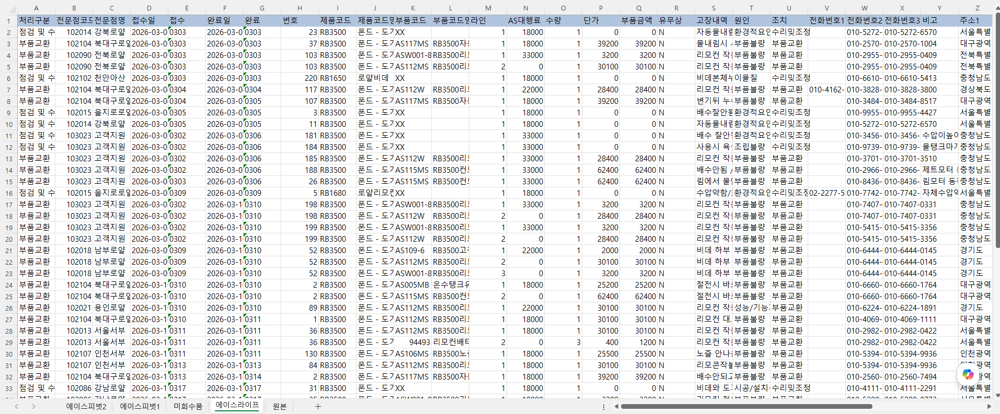 A B C D E F G H I J K L M N O P Q R S T U V W X Y Z
1 처리구분 전문점코드 전문점명 접수일 접수 완료일 완료 번호 제품코드 제품코드명 부품코드 부품코드명 라인 AS대행료 수량 단가 부품금액 유무상 고장내역 원인 조치 전화번호1 전화번호2 전화번호3 비고 주소1
2 점검 및 수 102014 강북로얄 2026-03-0 0303 2026-03-0 0303 23 RB3500 폰드 - 도기 XX 1 18000 1 0 0 N 자동물내림 환경적요인 수리및조정 010-5272- 010-5272-6570 서울특별
3 부품교환 102104 북대구로얄 2026-03-0 0303 2026-03-0 0303 37 RB3500 폰드 - 도기 AS117MS RB3500자동 1 18000 1 39200 39200 N 물내림시 부품불량 부품교환 010-2570- 010-2570-1004 대구광역
4 부품교환 102090 전북로얄 2026-03-0 0303 2026-03-0 0303 103 RB3500 폰드 - 도기 ASW001-8 RB3500리모 1 33000 1 3200 3200 N 리모컨 작동 부품불량 부품교환 010-2955- 010-2955-0409 전북특별
5 부품교환 102090 전북로얄 2026-03-0 0303 2026-03-0 0303 103 RB3500 폰드 - 도기 AS112MS RB3500리모 2 0 1 30100 30100 N 리모컨 작동 부품불량 부품교환 010-2955- 010-2955-0409 전북특별
6 점검 및 수 102102 천안아산 2026-03-0 0303 2026-03-0 0303 220 RB1650 로얄비데 XX 1 18000 1 0 0 N 비데본체누 이물질 수리및조정 010-6610- 010-6610-5413 충청남도
7 부품교환 102104 북대구로얄 2026-03-0 0304 2026-03-0 0304 117 RB3500 폰드 - 도기 AS112W RB3500리모 1 22000 1 28400 28400 N 리모컨 작동 부품불량 부품교환 010-4162- 010-3828- 010-3828-3800 경상북도
8 부품교환 102104 북대구로얄 2026-03-0 0304 2026-03-0 0305 107 RB3500 폰드 - 도기 AS117MS RB3500자동 1 18000 1 39200 39200 N 변기뒤 누수 부품불량 부품교환 010-3484- 010-3484-8517 대구광역
9 점검 및 수 102015 을지로로얄 2026-03-0 0305 2026-03-0 0305 3 RB3500 폰드 - 도기 XX 1 18000 1 0 0 N 배수잘안됨 환경적요인 수리및조정 010-9955- 010-9955-4427 서울특별
10 점검 및 수 102014 강북로얄 2026-03-0 0305 2026-03-0 0305 11 RB3500 폰드 - 도기 XX 1 18000 1 0 0 N 자동물내림 환경적요인 수리및조정 010-5272- 010-5272-6570 서울특별
11 점검 및 수 103023 고객지원 2026-03-0 0302 2026-03-0 0306 181 RB3500 폰드 - 도기 XX 1 33000 1 0 0 N 배수 잘안됨 환경적요인 수리및조정 010-3456- 010-3456- 수압이높아 충청남도
12 점검 및 수 103023 고객지원 2026-03-0 0302 2026-03-0 0306 184 RB3500 폰드 - 도기 XX 1 33000 1 0 0 N 사용시 욕실 조립불량 수리및조정 010-9739- 010-9739- 물탱크마개 충청남도
13 부품교환 103023 고객지원 2026-03-0 0302 2026-03-0 0306 185 RB3500 폰드 - 도기 AS112W RB3500리모 1 33000 1 28400 28400 N 리모컨 작동 부품불량 부품교환 010-3701- 010-3701-3510 충청남도
14 부품교환 103023 고객지원 2026-03-0 0302 2026-03-0 0306 188 RB3500 폰드 - 도기 AS115MS RB3500컨트 1 33000 1 62400 62400 N 배수안됨 / 부품불량 부품교환 010-2966- 010-2966- 제트모터 충청남도
15 부품교환 103023 고객지원 2026-03-0 0303 2026-03-0 0306 26 RB3500 폰드 - 도기 AS115MS RB3500컨트 1 33000 1 62400 62400 N 림에서 물안 부품불량 부품교환 010-8436- 010-8436- 림모터 동작 충청남도
16 점검 및 수 102015 을지로로얄 2026-03-0 0309 2026-03-0 0309 5 RB1680 로얄리모컨 XX 1 18000 1 0 0 N 수압약함/ 환경적요인 수리및조정 02-2277-5 010-7742- 010-7742- 자체수압약 서울특별
17 부품교환 103023 고객지원 2026-03-0 0302 2026-03-1 0310 198 RB3500 폰드 - 도기 ASW001-8 RB3500리모 1 33000 1 3200 3200 N 리모컨 작동 부품불량 부품교환 010-7407- 010-7407-0331 충청남도
18 부품교환 103023 고객지원 2026-03-0 0302 2026-03-1 0310 198 RB3500 폰드 - 도기 AS112W RB3500리모 2 0 1 28400 28400 N 리모컨 작동 부품불량 부품교환 010-7407- 010-7407-0331 충청남도
19 부품교환 103023 고객지원 2026-03-0 0302 2026-03-1 0310 199 RB3500 폰드 - 도기 ASW001-8 RB3500리모 1 33000 1 3200 3200 N 리모컨 작동 부품불량 부품교환 010-5415- 010-5415-3356 충청남도
20 부품교환 103023 고객지원 2026-03-0 0302 2026-03-1 0310 199 RB3500 폰드 - 도기 AS112W RB3500리모 2 0 1 28400 28400 N 리모컨 작동 부품불량 부품교환 010-5415- 010-5415-3356 충청남도
21 부품교환 102018 남부로얄 2026-03-0 0309 2026-03-1 0310 52 RB3500 폰드 - 도기 AS109-6 RB3500고정 1 22000 1 2000 2000 N 비데 하부 부품불량 부품교환 010-6444- 010-6444-0145 경기도
22 부품교환 102018 남부로얄 2026-03-0 0309 2026-03-1 0310 52 RB3500 폰드 - 도기 AS112MS RB3500리모 2 0 1 30100 30100 N 비데 하부 부품불량 부품교환 010-6444- 010-6444-0145 경기도
23 부품교환 102018 남부로얄 2026-03-0 0309 2026-03-1 0310 52 RB3500 폰드 - 도기 ASW001-8 RB3500리모 3 0 1 3200 3200 N 비데 하부 부품불량 부품교환 010-6444- 010-6444-0145 경기도
24 부품교환 102104 북대구로얄 2026-03-1 0310 2026-03-1 0310 2 RB3500 폰드 - 도기 AS005MB 온수탱크유 1 18000 1 25200 25200 N 절전시 바로 부품불량 부품교환 010-6660- 010-6660-1764 대구광역
25 부품교환 102104 북대구로얄 2026-03-1 0310 2026-03-1 0310 2 RB3500 폰드 - 도기 AS115MS RB3500컨트 2 0 1 62400 62400 N 절전시 바로 부품불량 부품교환 010-6660- 010-6660-1764 대구광역
26 부품교환 102021 용인로얄 2026-03-1 0310 2026-03-1 0310 89 RB3500 폰드 - 도기 AS112MS RB3500리모 1 22000 1 30100 30100 N 리모컨 작동 성능/기능 부품교환 010-6224- 010-6224-1891 경기도
27 부품교환 102104 북대구로얄 2026-03-1 0310 2026-03-1 0311 1 RB3500 폰드 - 도기 AS112MS RB3500리모 1 18000 1 30100 30100 N 리모컨 대 부품불량 부품교환 010-4069- 010-4069-1111 대구광역
28 부품교환 102013 서울서부 2026-03-1 0311 2026-03-1 0311 36 RB3500 폰드 - 도기 AS112MS RB3500리모 1 18000 1 30100 30100 N 리모컨 작동 부품불량 부품교환 010-2982- 010-2982-0422 서울특별
29 부품교환 102013 서울서부 2026-03-1 0311 2026-03-1 0311 36 RB3500 폰드 - 도기 94493 리모컨배터 2 0 3 400 1200 N 리모컨 작동 부품불량 부품교환 010-2982- 010-2982-0422 서울특별
30 부품교환 102107 인천서부 2026-03-1 0311 2026-03-1 0311 130 RB3500 폰드 - 도기 AS106MS RB3500노즐 1 18000 1 25500 25500 N 노즐 안나 부품불량 부품교환 010-5394- 010-5394-9936 인천광역
31 부품교환 102107 인천서부 2026-03-1 0313 2026-03-1 0313 84 RB3500 폰드 - 도기 AS112MS RB3500리모 1 18000 1 30100 30100 N 리모콘작동 부품불량 부품교환 010-5394- 010-5394-9936 인천광역
32 부품교환 102104 북대구로얄 2026-03-1 0313 2026-03-1 0314 2 RB3500 폰드 - 도기 AS117MS RB3500자동 1 18000 1 39200 39200 N 배수안되고 부품불량 부품교환 010-2560- 010-2560-7494 광역
33 점검 및 수 102086 강남로얄 2026-03-1 0317 2026-03-1 0317 31 RB3500 폰드 - 도기 XX 1 18000 1 0 0 N 비데와 도기 시공/설치 수리및조정 010-4111- 010-4111-2291 서울특별
에이스피벗2 에이스피벗1 미회수품 에이스라이프 원본